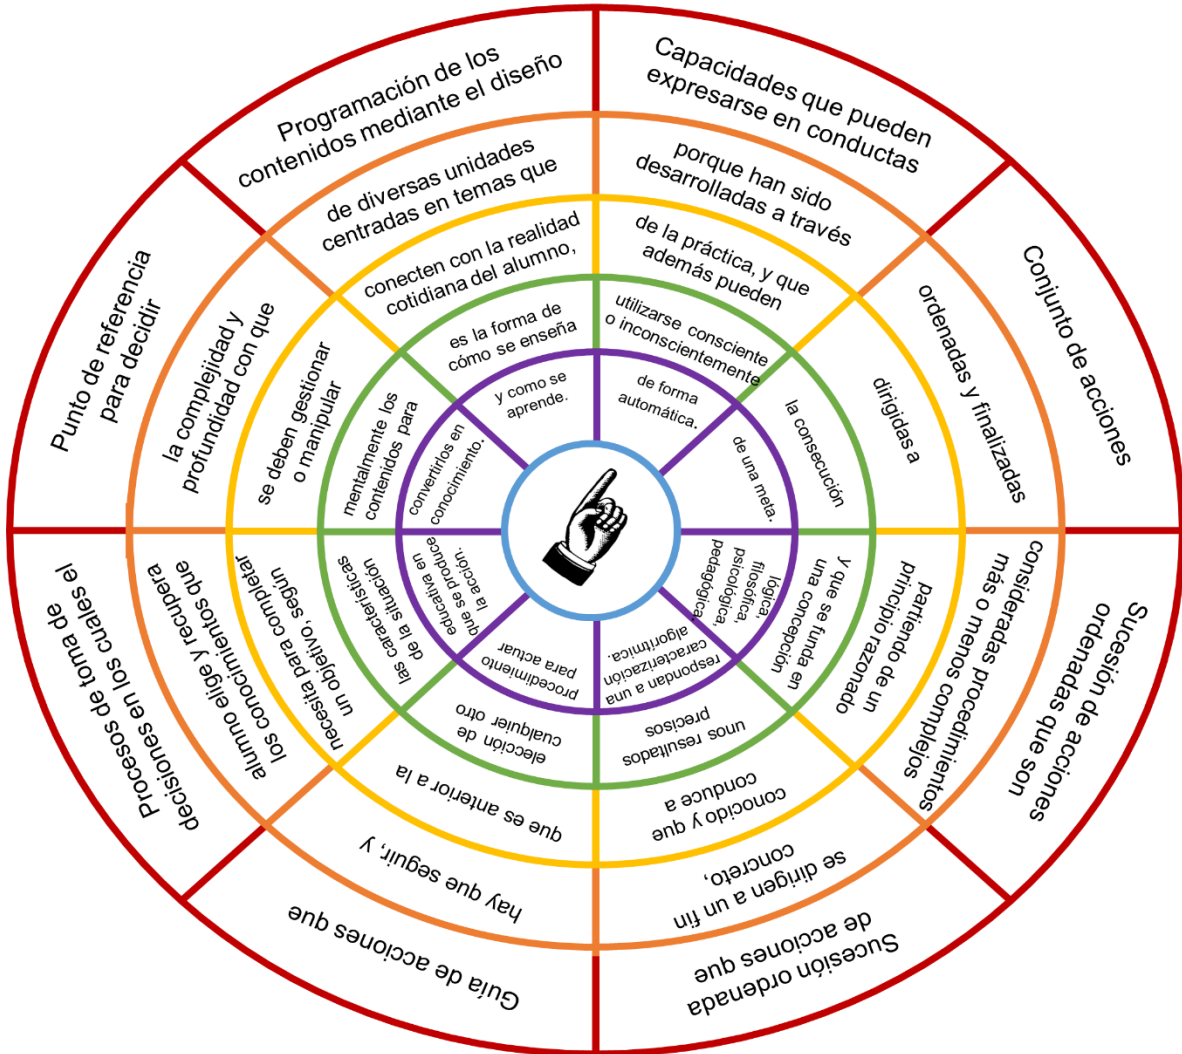 Capacidades que pueden
expresarse en conductas
porque han sido
desarrolladas a través
de la práctica, y que
además pueden
utilizarse consciente
o inconscientemente
de forma
automática.
Conjunto de acciones
ordenadas y finalizadas
dirigidas a
la consecución
de una meta.
Sucesión de acciones
ordenadas que son
consideradas procedimientos
más o menos complejos
partiendo de un
principio razonado
y que se funda en
una concepción
lógica,
filosófica,
psicológica,
pedagógica.
Sucesión ordenada
de acciones que
se dirigen a un fin
concreto,
conocido y que
conduce a
unos resultados
precisos
respondan a una
caracterización
algorítmica.
Guía de acciones que
hay que seguir, y
que es anterior a la
elección de
cualquier otro
procedimiento
para actuar
Procesos de toma de
decisiones en los cuales el
alumno elige y recupera
los conocimientos que
necesita para completar
un objetivo, según
las características
de la situación
educativa en
que se produce
la acción.
Punto de referencia
para decidir
la complejidad y
profundidad con que
se deben gestionar
o manipular
mentalmente los
contenidos para
convertirlos en
conocimiento.
Programación de los
contenidos mediante el diseño
de diversas unidades
centradas en temas que
conecten con la realidad
cotidiana del alumno,
es la forma de
cómo se enseña
y como se
aprende.